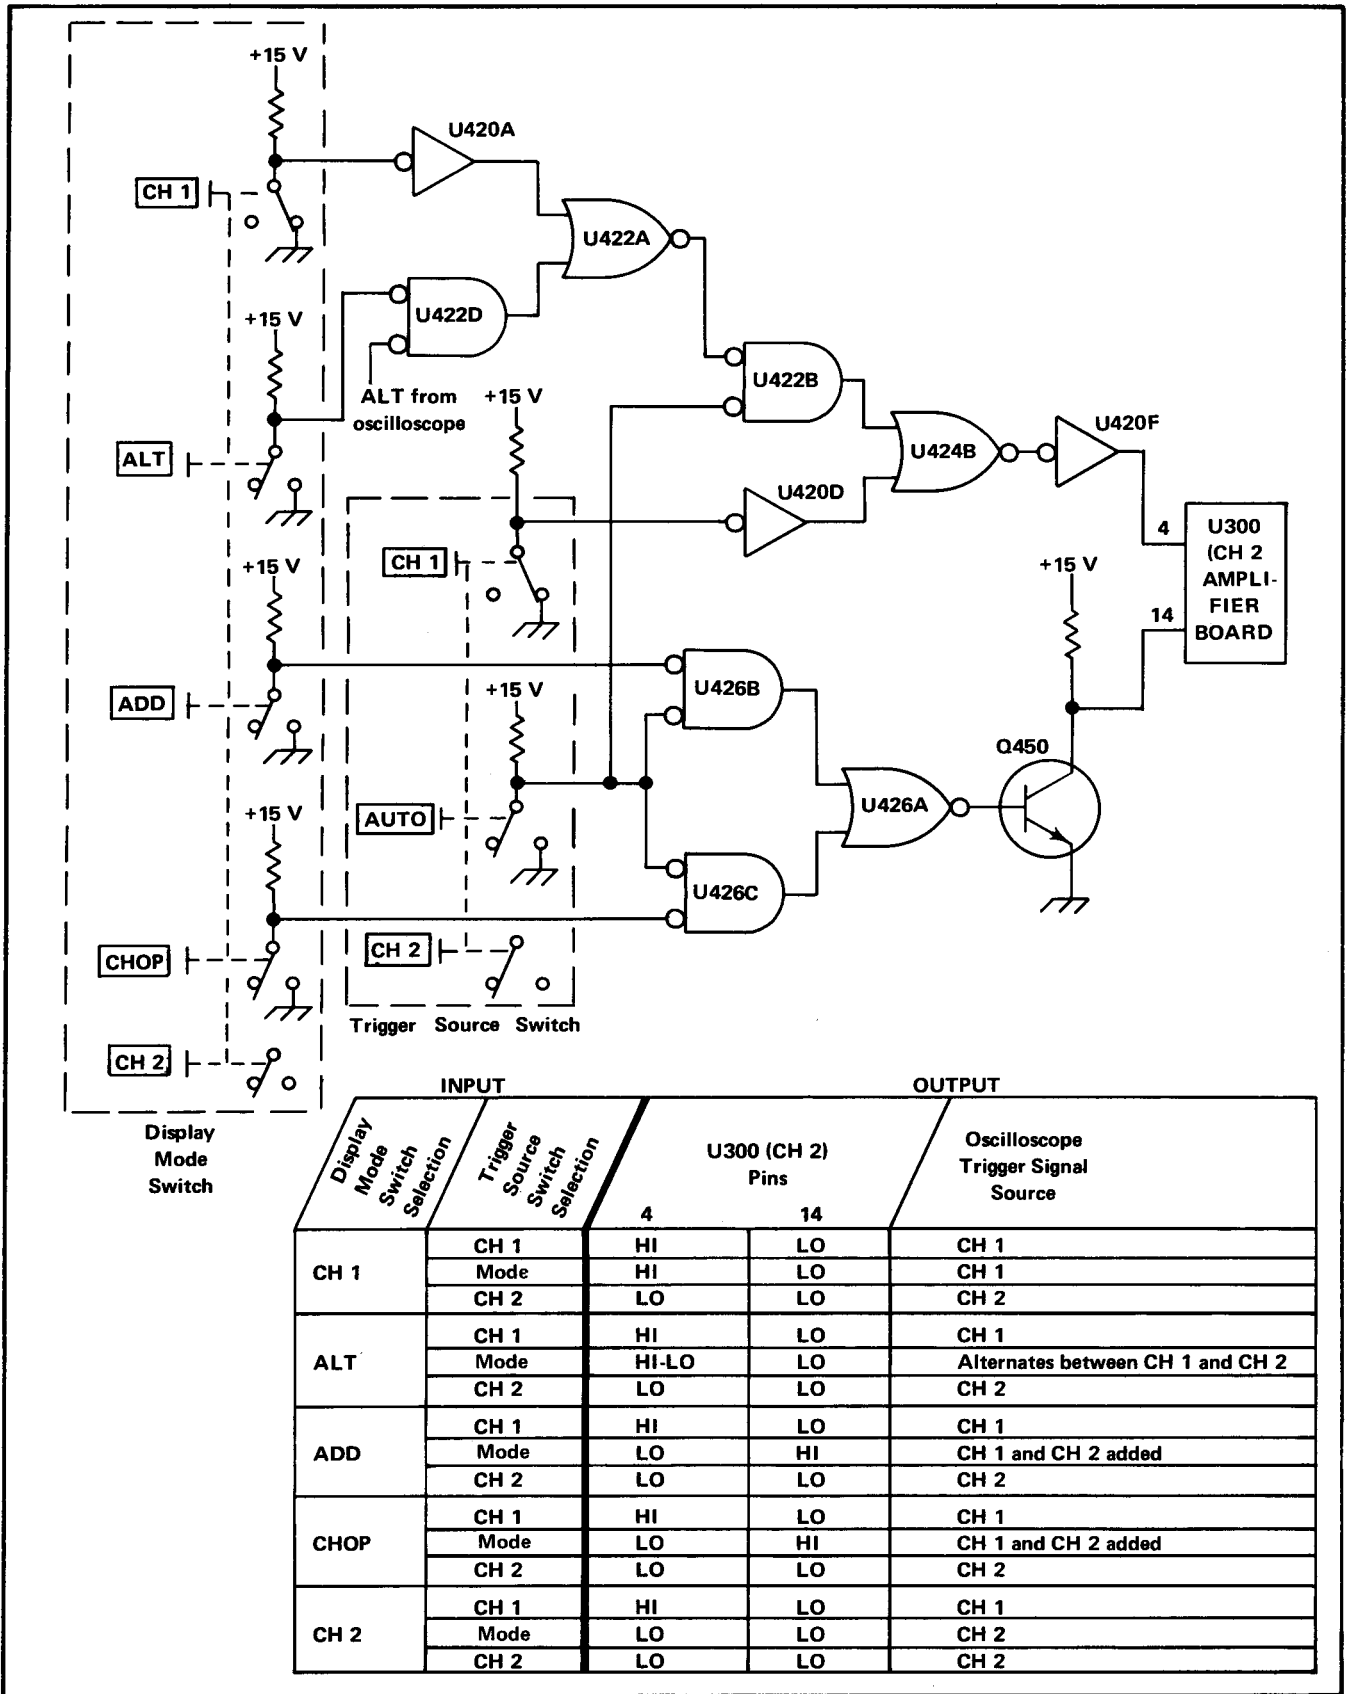 +15 V
U420A
CH 1
U422A
+15 V
U422D
ALT from
oscilloscope
+15 V
U422B
U420F
ALT
U424B
U420D
4
U300
(CH 2
AMPLI-
FIER
BOARD
14
CH 1
+15 V
+15 V
U426B
ADD
+15 V
Q450
AUTO
U426A
+15 V
U426C
CHOP
CH 2
Trigger Source Switch
CH 2
Display
Mode
Switch
INPUT OUTPUT
Display
Mode
Switch
Selection
Trigger
Source
Switch
Selection
U300 (CH 2)
Pins
4 14
Oscilloscope
Trigger Signal
Source
CH 1
CH 1 HI LO CH 1
Mode HI LO CH 1
CH 2 LO LO CH 2
ALT
CH 1 HI LO CH 1
Mode HI-LO LO Alternates between CH 1 and CH 2
CH 2 LO LO CH 2
ADD
CH 1 HI LO CH 1
Mode LO HI CH 1 and CH 2 added
CH 2 LO LO CH 2
CHOP
CH 1 HI LO CH 1
Mode LO HI CH 1 and CH 2 added
CH 2 LO LO CH 2
CH 2
CH 1 HI LO CH 1
Mode LO LO CH 2
CH 2 LO LO CH 2